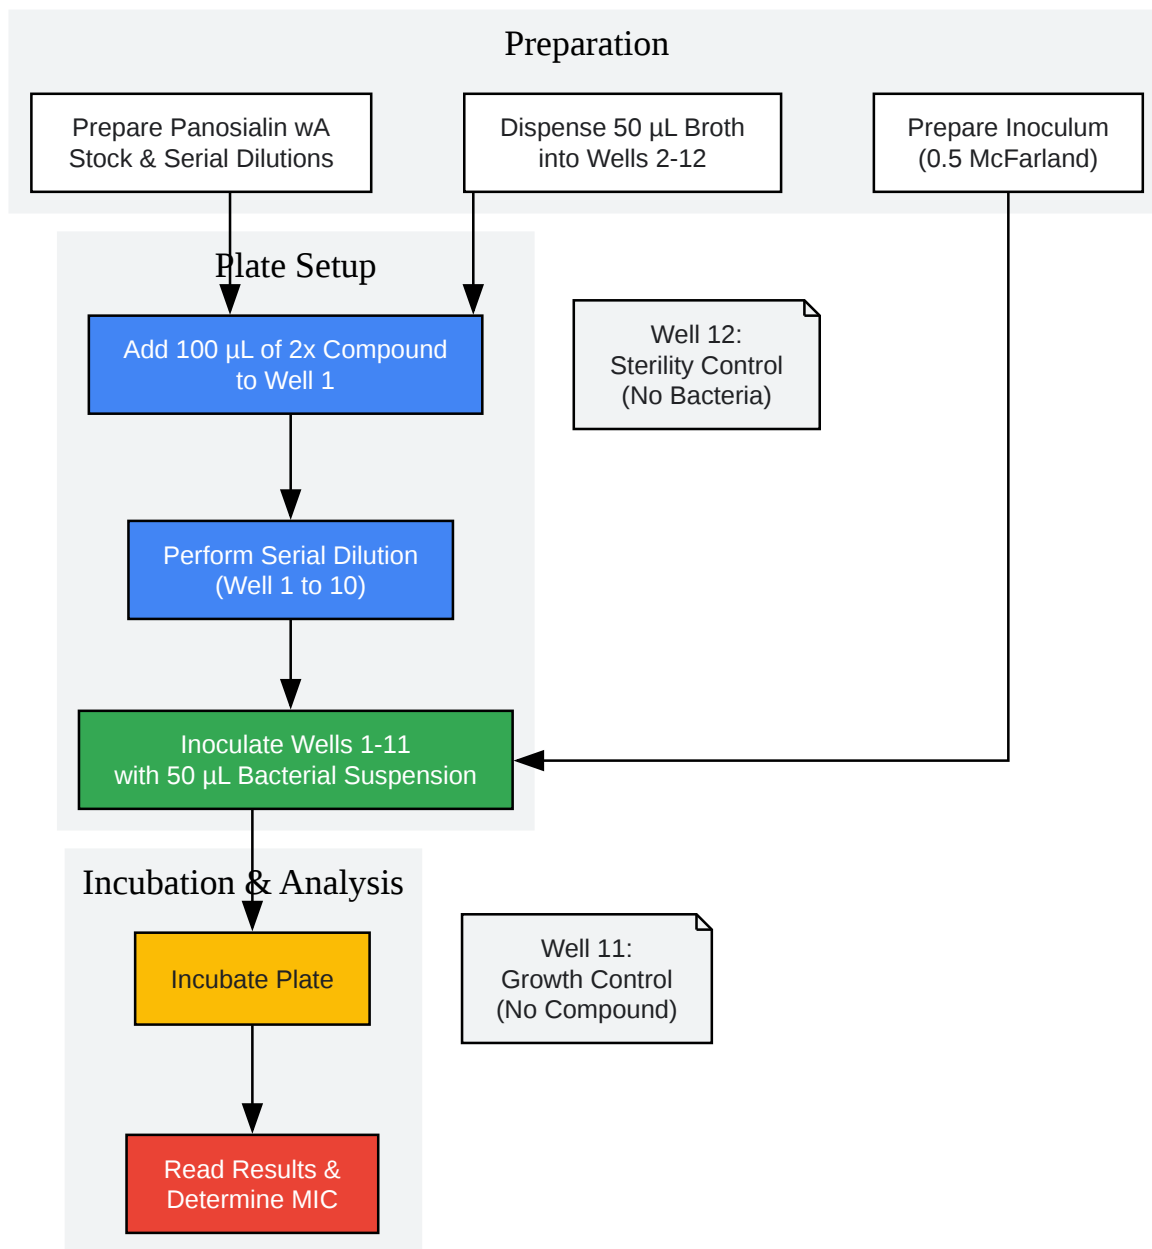 Preparation
Prepare Panosialin wA
Stock & Serial Dilutions
Dispense 50 µL Broth
into Wells 2-12
Prepare Inoculum
(0.5 McFarland)
Plate Setup
Add 100 µL of 2x Compound
to Well 1
Well 12:
Sterility Control
(No Bacteria)
Perform Serial Dilution
(Well 1 to 10)
Inoculate Wells 1-11
with 50 µL Bacterial Suspension
Incubation & Analysis
Incubate Plate
Well 11:
Growth Control
(No Compound)
Read Results &
Determine MIC